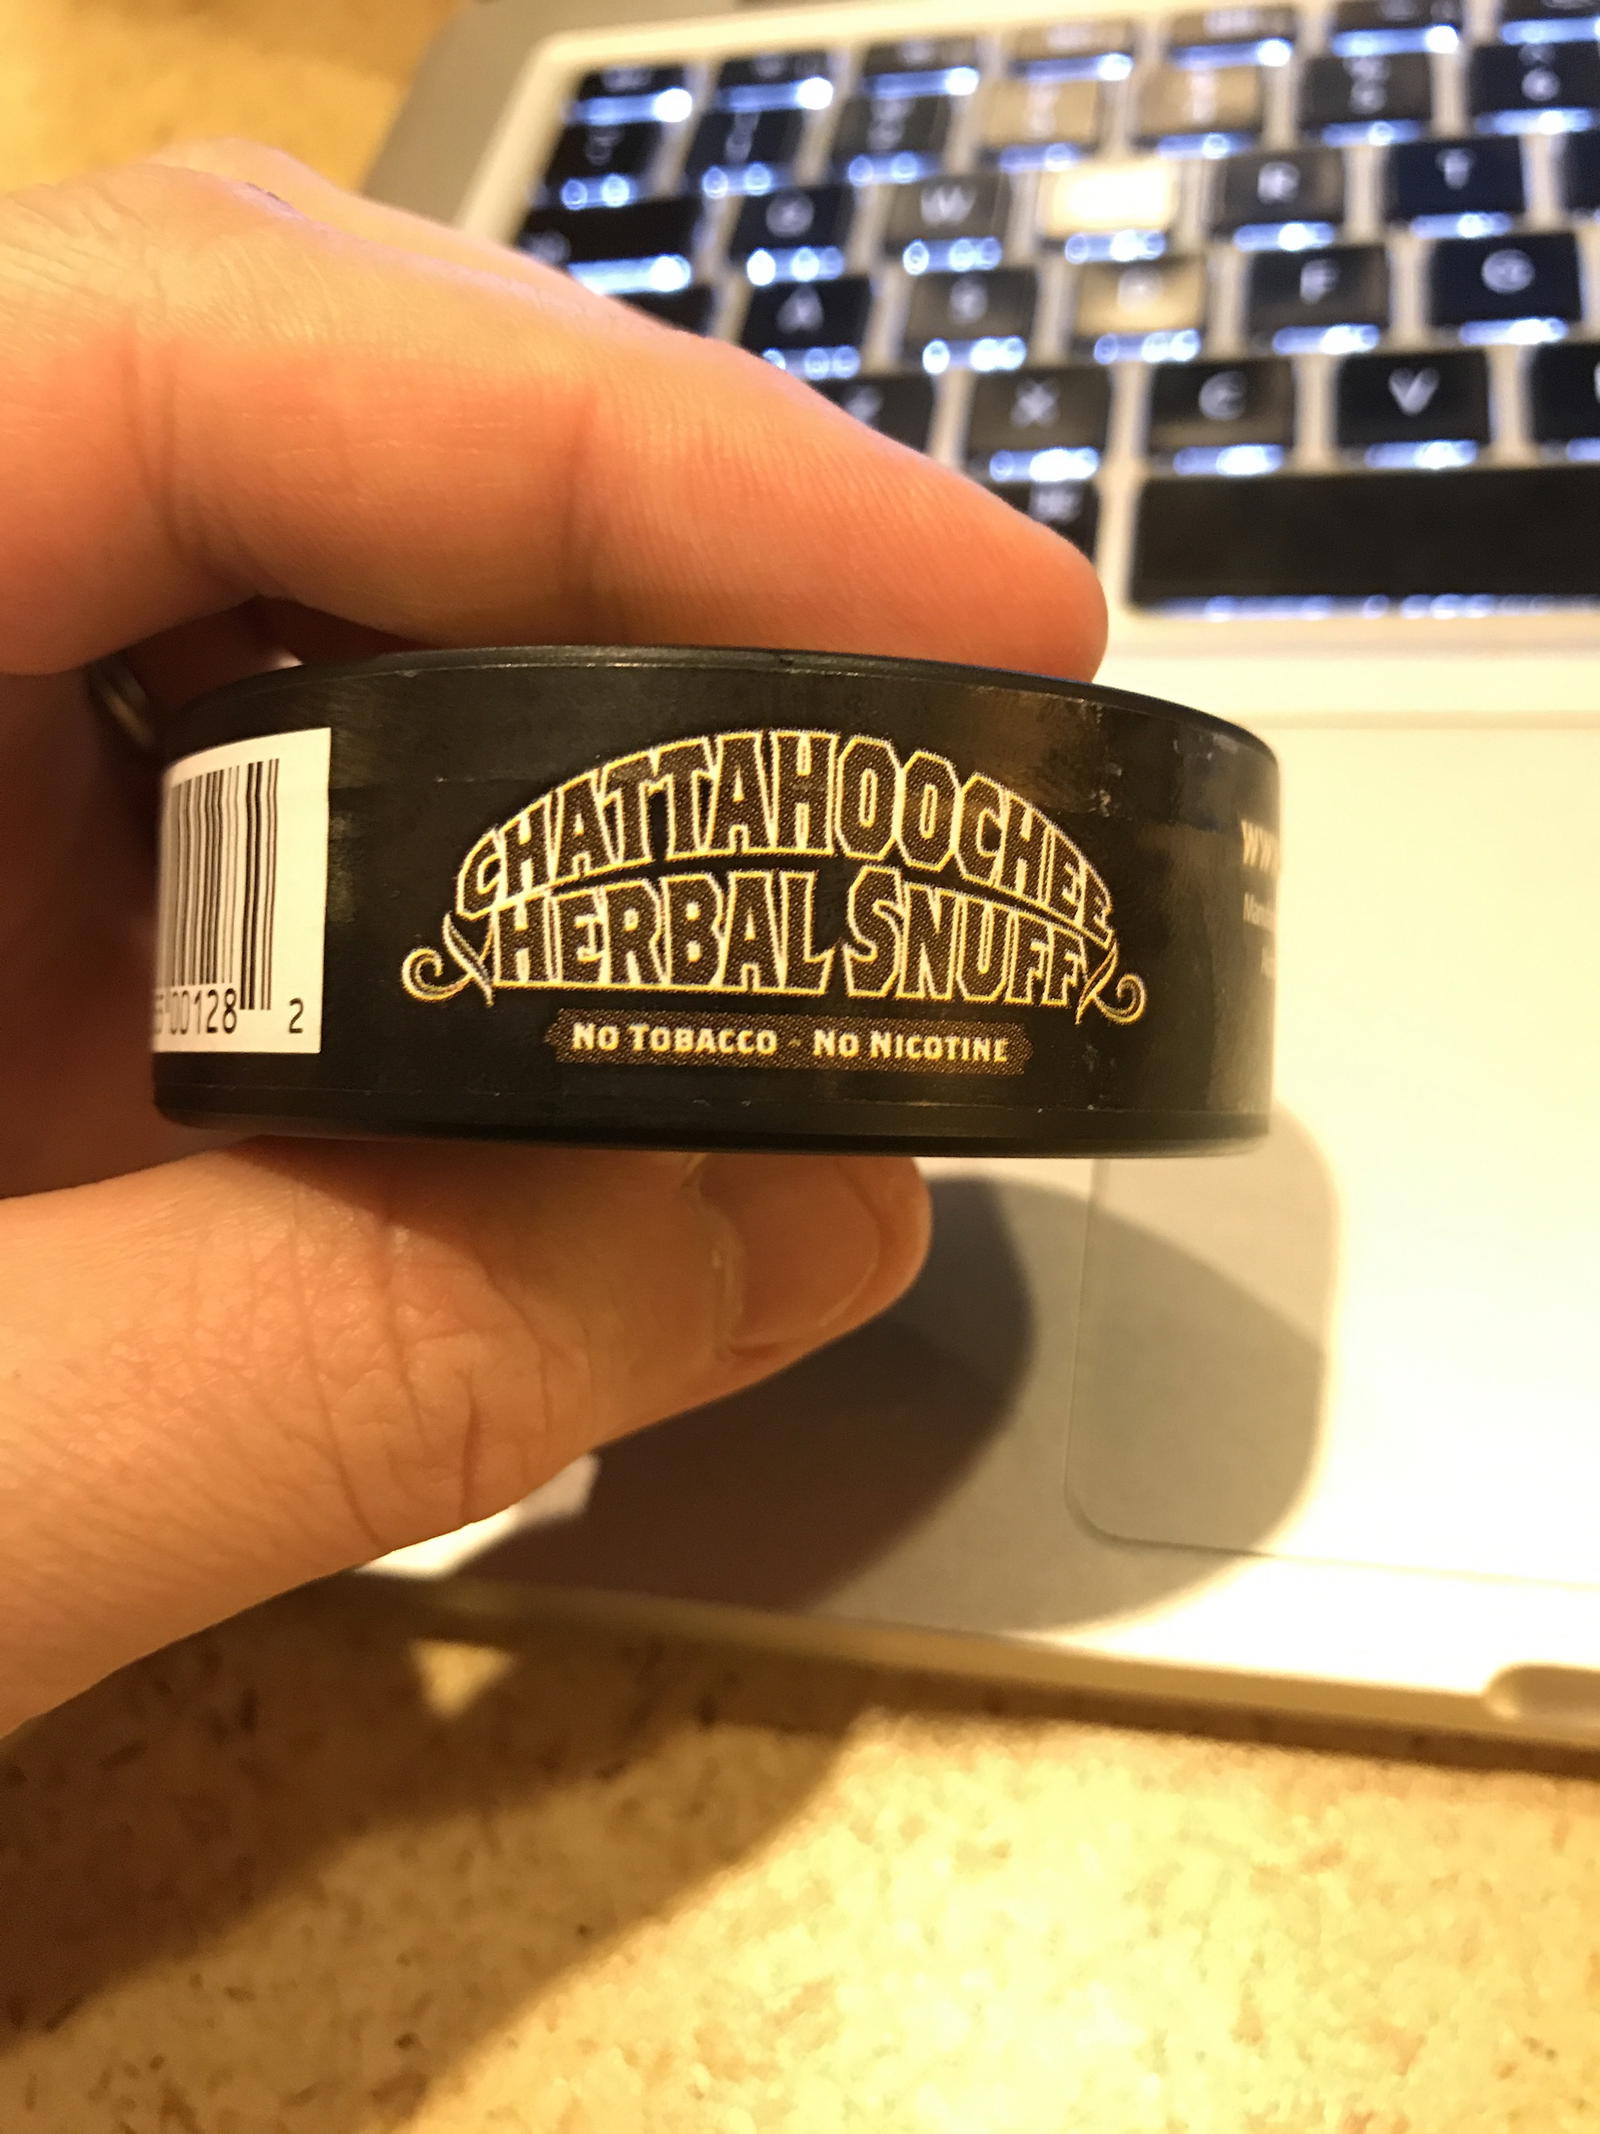 CHATTAHOOCHEE
HERBAL SNUFF
NO TOBACCO - NO NICOTINE
00128 2
W R T
A S F G
X C V